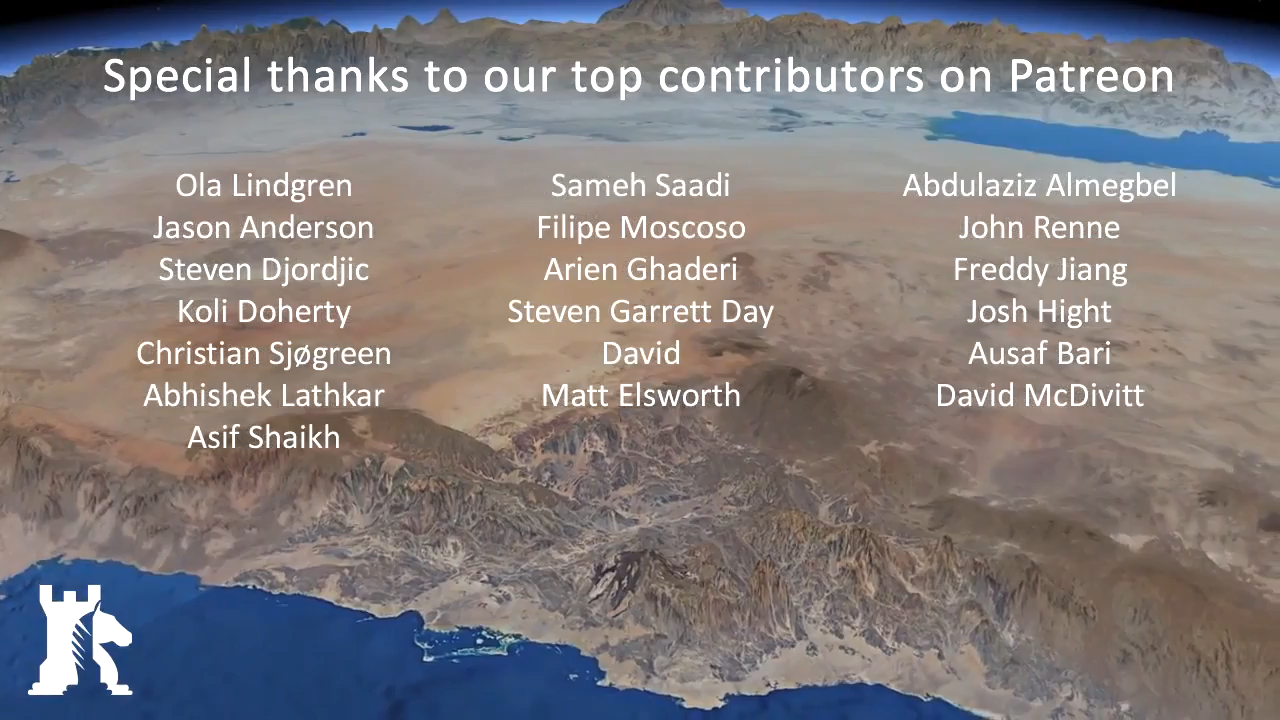 Special thanks to our top contributors on Patreon
Ola Lindgren
Jason Anderson
Steven Djordjic
Koli Doherty
Christian Sjøgreen
Abhishek Lathkar
Asif Shaikh
Sameh Saadi
Filipe Moscoso
Arien Ghaderi
Steven Garrett Day
David
Matt Elsworth
Abdulaziz Almegbel
John Renne
Freddy Jiang
Josh Hight
Ausaf Bari
David McDivitt